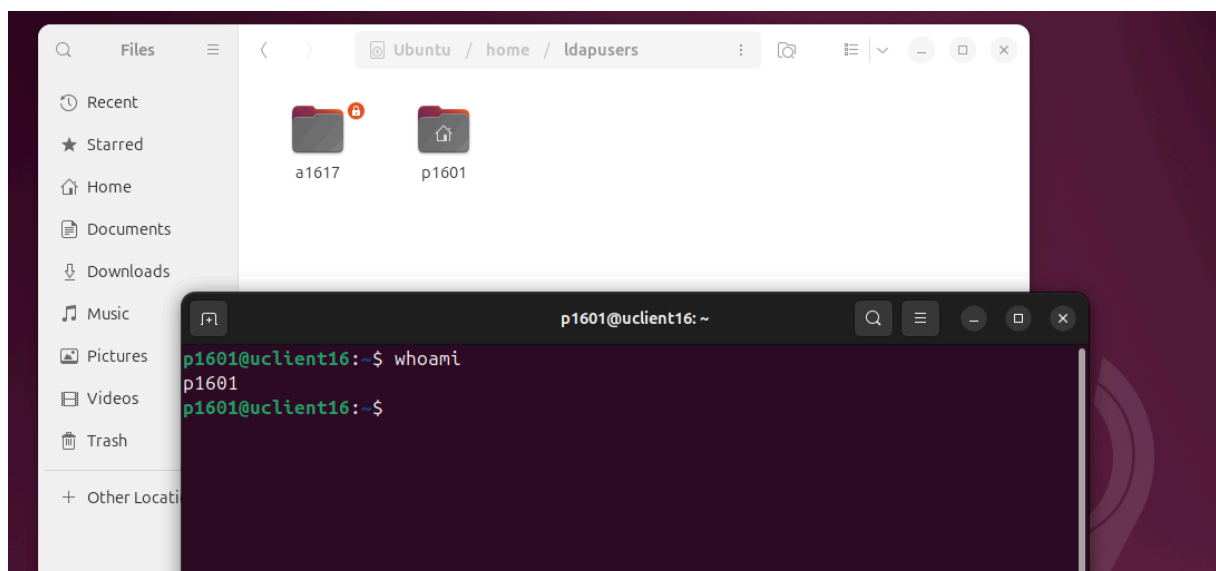 Files
Ubuntu / home / ldapusers
Recent
Starred
Home
Documents
Downloads
Music
Pictures
Videos
Trash
+ Other Locati
a1617
p1601
p1601@uclient16: ~
p1601@uclient16:~$ whoami
p1601
p1601@uclient16:~$